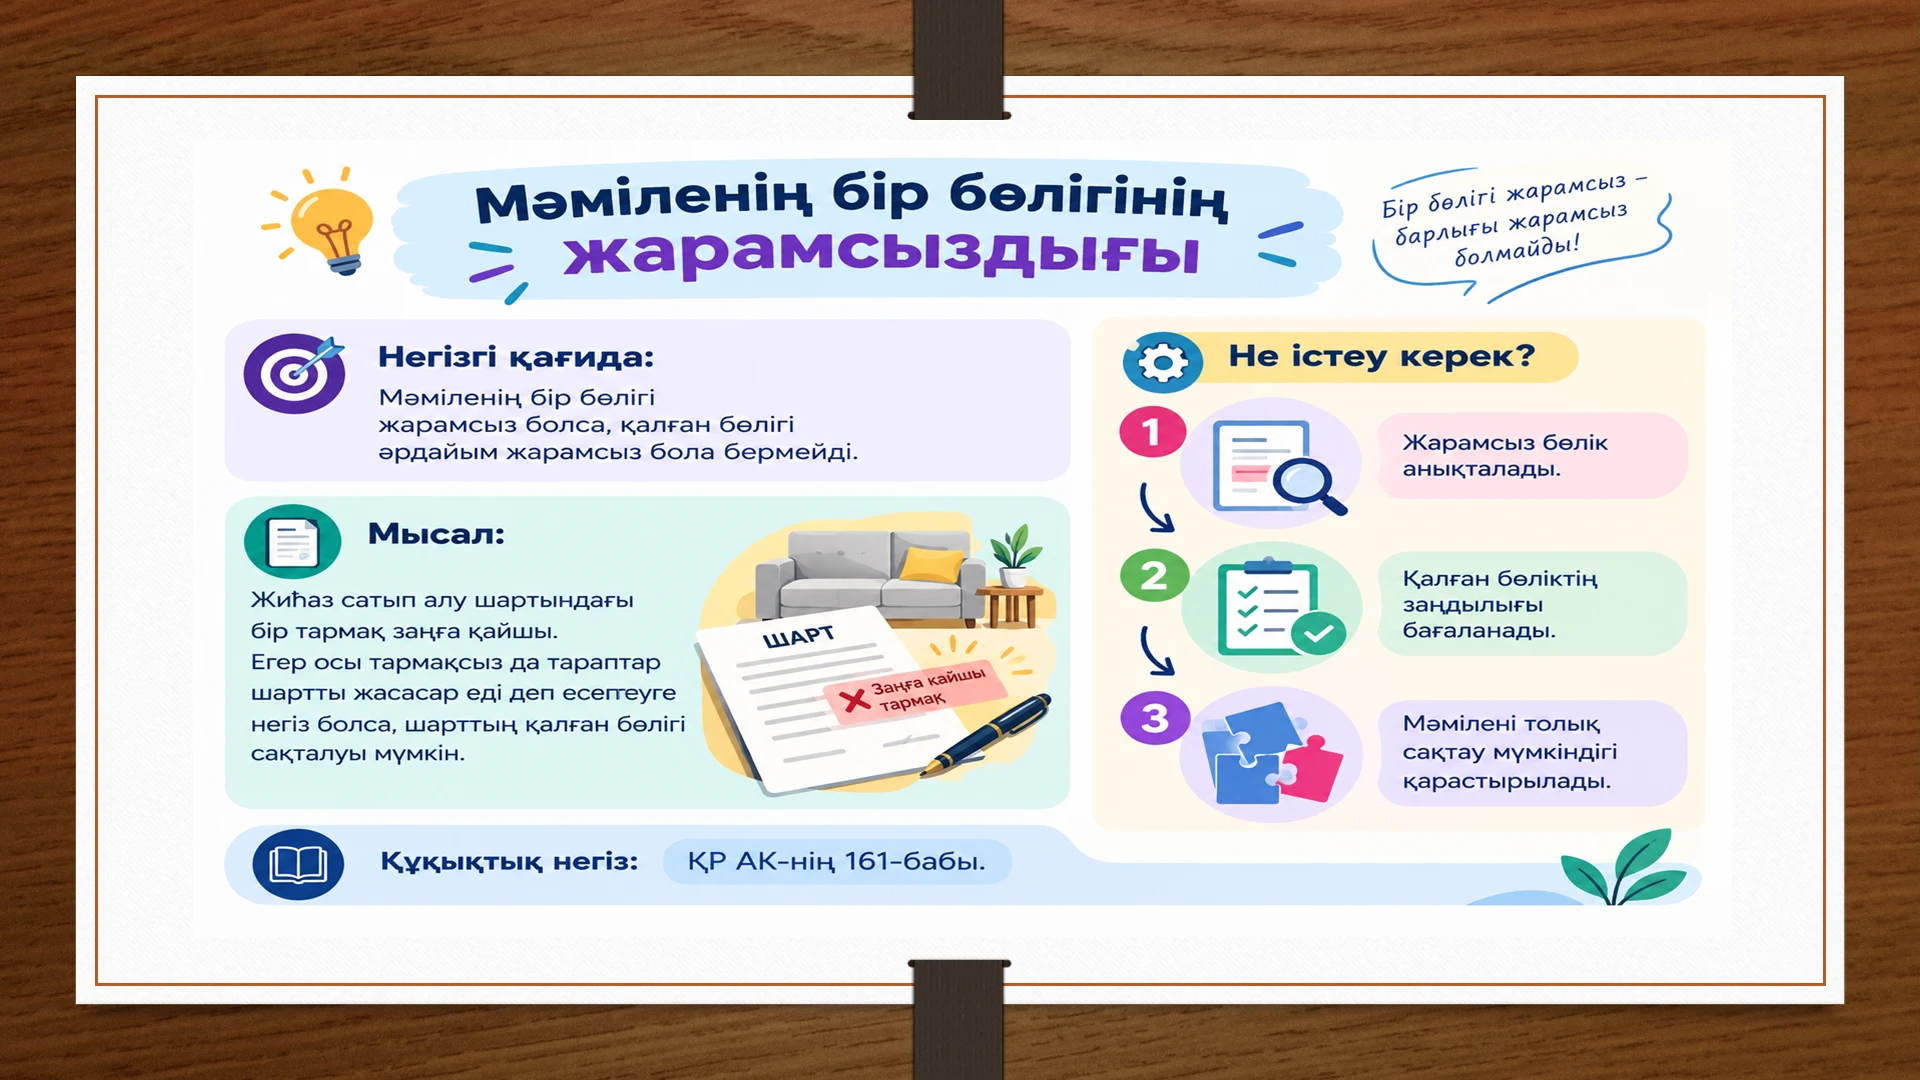 Мәміленің бір бөлігінің
жарамсыздығы
Бір бөлігі жарамсыз –
барлығы жарамсыз
болмайды!
Негізгі қағида:
Мәміленің бір бөлігі
жарамсыз болса, қалған бөлігі
әрдайым жарамсыз бола бермейді.
Мысал:
Жиһаз сатып алу шартындағы
бір тармақ заңға қайшы.
Егер осы тармақсыз да тараптар
шартты жасасар еді деп есептеуге
негіз болса, шарттың қалған бөлігі
сақталуы мүмкін.
ШАРТ
Заңға қайшы
тармақ
Не істеу керек?
1
Жарамсыз бөлік
анықталады.
2
Қалған бөліктің
заңдылығы
бағаланады.
3
Мәмілені толық
сақтау мүмкіндігі
қарастырылады.
Құқықтық негіз: ҚР АК-нің 161-бабы.